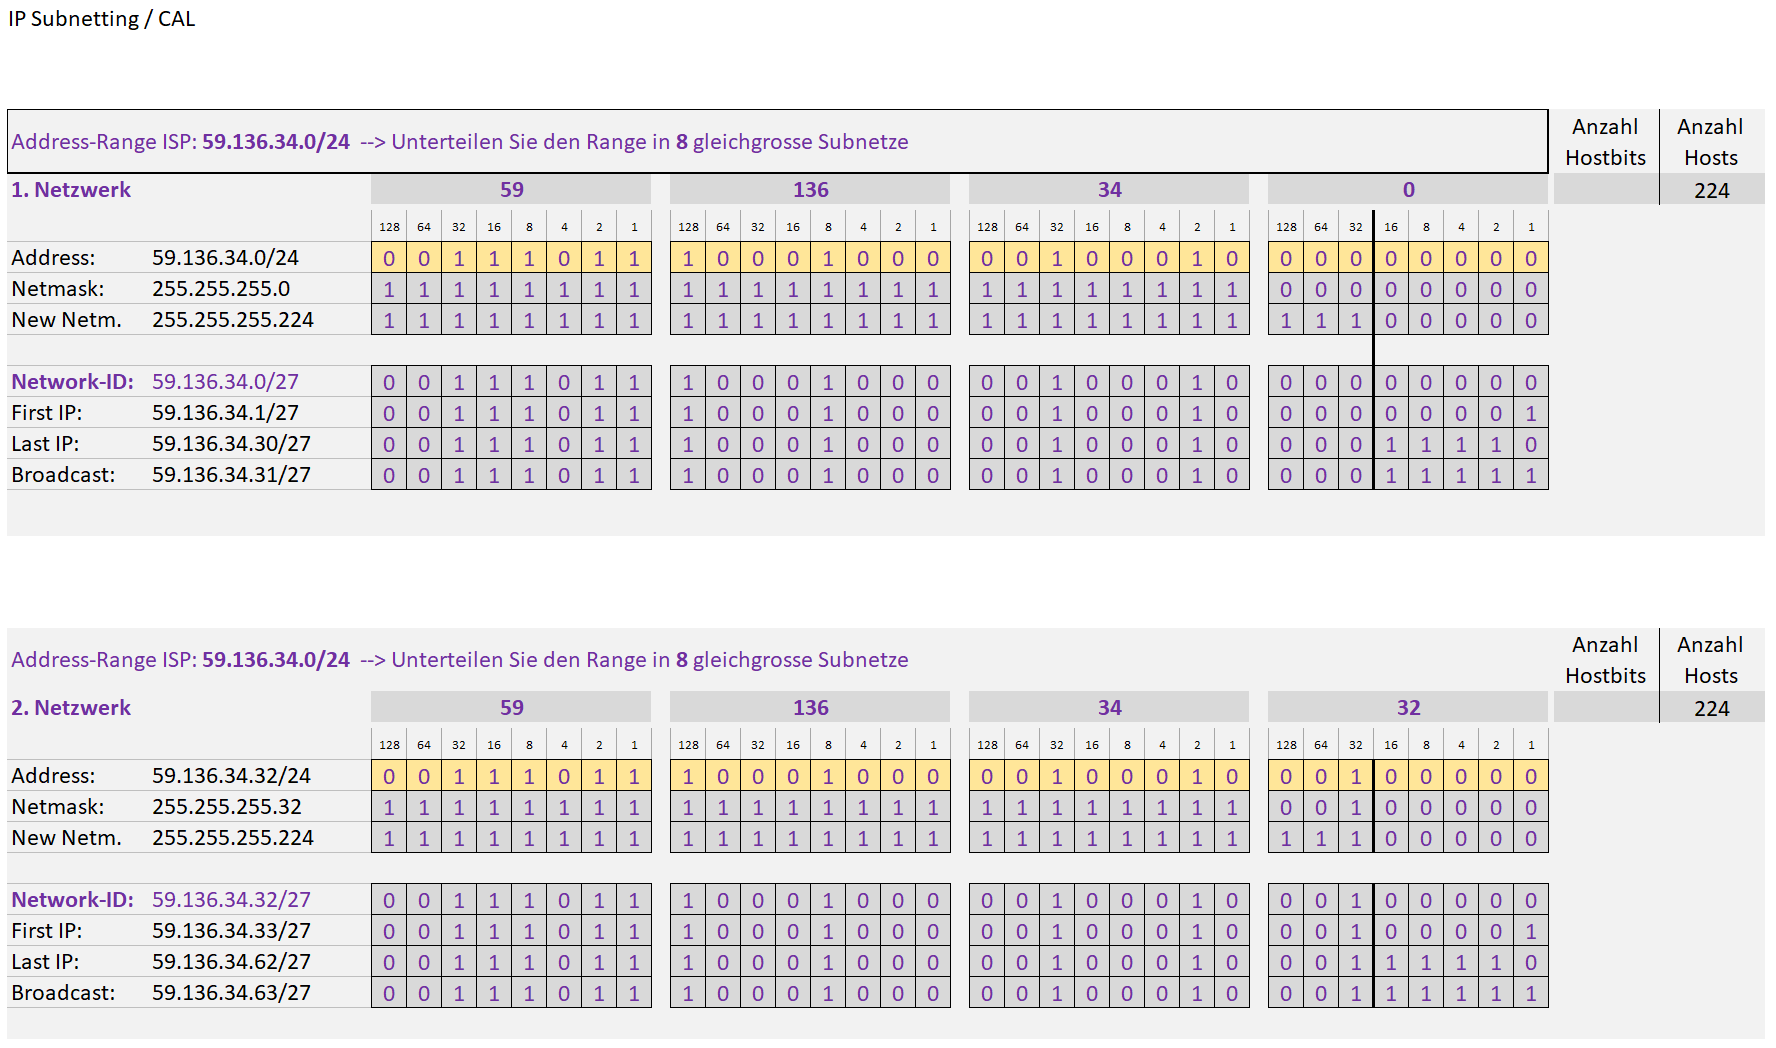 IP Subnetting / CAL
Address-Range ISP: 59.136.34.0/24 --> Unterteilen Sie den Range in 8 gleichgrosse Subnetze Anzahl Hostbits Anzahl Hosts
1. Netzwerk 59 136 34 0 224
128 64 32 16 8 4 2 1 128 64 32 16 8 4 2 1 128 64 32 16 8 4 2 1 128 64 32 16 8 4 2 1
Address: 59.136.34.0/24 0 0 1 1 1 0 1 1 1 0 0 0 1 0 0 0 0 0 1 0 0 0 1 0 0 0 0 0 0 0 0 0
Netmask: 255.255.255.0 1 1 1 1 1 1 1 1 1 1 1 1 1 1 1 1 1 1 1 1 1 1 1 1 0 0 0 0 0 0 0 0
New Netm. 255.255.255.224 1 1 1 1 1 1 1 1 1 1 1 1 1 1 1 1 1 1 1 1 1 1 1 1 1 1 1 0 0 0 0 0
Network-ID: 59.136.34.0/27 0 0 1 1 1 0 1 1 1 0 0 0 1 0 0 0 0 0 1 0 0 0 1 0 0 0 0 0 0 0 0 0
First IP: 59.136.34.1/27 0 0 1 1 1 0 1 1 1 0 0 0 1 0 0 0 0 0 1 0 0 0 1 0 0 0 0 0 0 0 0 1
Last IP: 59.136.34.30/27 0 0 1 1 1 0 1 1 1 0 0 0 1 0 0 0 0 0 1 0 0 0 1 0 0 0 0 1 1 1 1 0
Broadcast: 59.136.34.31/27 0 0 1 1 1 0 1 1 1 0 0 0 1 0 0 0 0 0 1 0 0 0 1 0 0 0 0 1 1 1 1 1
Address-Range ISP: 59.136.34.0/24 --> Unterteilen Sie den Range in 8 gleichgrosse Subnetze Anzahl Hostbits Anzahl Hosts
2. Netzwerk 59 136 34 32 224
128 64 32 16 8 4 2 1 128 64 32 16 8 4 2 1 128 64 32 16 8 4 2 1 128 64 32 16 8 4 2 1
Address: 59.136.34.32/24 0 0 1 1 1 0 1 1 1 0 0 0 1 0 0 0 0 0 1 0 0 0 1 0 0 0 1 0 0 0 0 0
Netmask: 255.255.255.32 1 1 1 1 1 1 1 1 1 1 1 1 1 1 1 1 1 1 1 1 1 1 1 1 0 0 1 0 0 0 0 0
New Netm. 255.255.255.224 1 1 1 1 1 1 1 1 1 1 1 1 1 1 1 1 1 1 1 1 1 1 1 1 1 1 1 0 0 0 0 0
Network-ID: 59.136.34.32/27 0 0 1 1 1 0 1 1 1 0 0 0 1 0 0 0 0 0 1 0 0 0 1 0 0 0 1 0 0 0 0 0
First IP: 59.136.34.33/27 0 0 1 1 1 0 1 1 1 0 0 0 1 0 0 0 0 0 1 0 0 0 1 0 0 0 1 0 0 0 0 1
Last IP: 59.136.34.62/27 0 0 1 1 1 0 1 1 1 0 0 0 1 0 0 0 0 0 1 0 0 0 1 0 0 0 1 1 1 1 1 0
Broadcast: 59.136.34.63/27 0 0 1 1 1 0 1 1 1 0 0 0 1 0 0 0 0 0 1 0 0 0 1 0 0 0 1 1 1 1 1 1